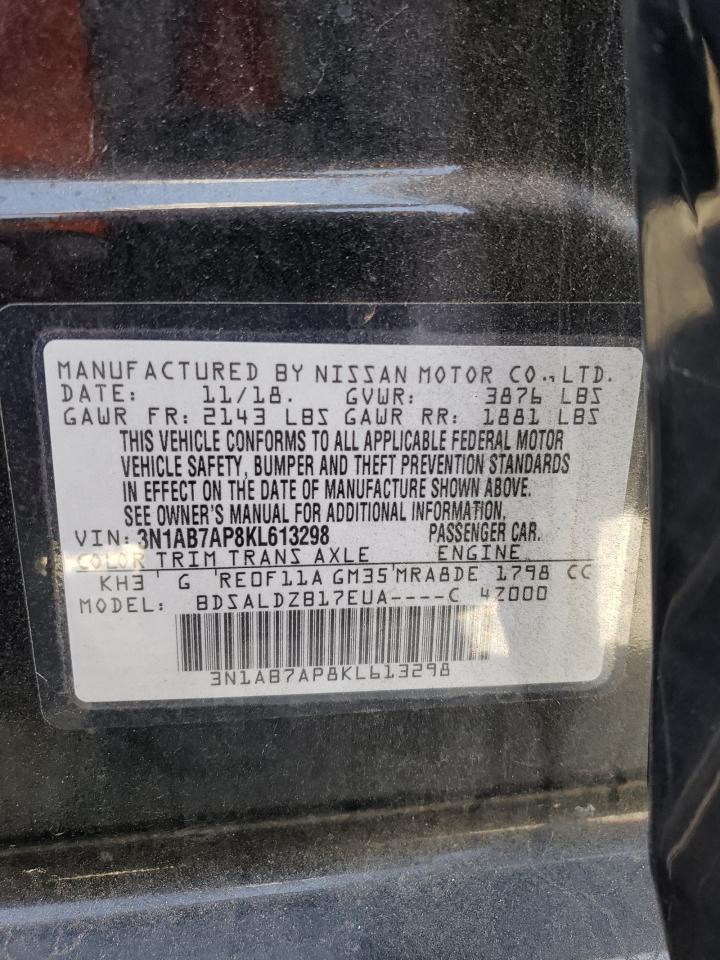 MANUFACTURED BY NISSAN MOTOR CO., LTD.
DATE: 11/18. GVWR: 3876 LBS
GAWR FR: 2143 LBS GAWR RR: 1881 LBS
THIS VEHICLE CONFORMS TO ALL APPLICABLE FEDERAL MOTOR
VEHICLE SAFETY, BUMPER AND THEFT PREVENTION STANDARDS
IN EFFECT ON THE DATE OF MANUFACTURE SHOWN ABOVE.
SEE OWNER'S MANUAL FOR ADDITIONAL INFORMATION.
VIN: 3N1AB7AP8KL613298 PASSENGER CAR.
COLOR TRIM TRANS AXLE ENGINE
KH3 G RE0F11A GM35 MRA8DE 1798 CC
MODEL: BDSALDZB17EUA----C 4Z000
3N1AB7AP8KL613298